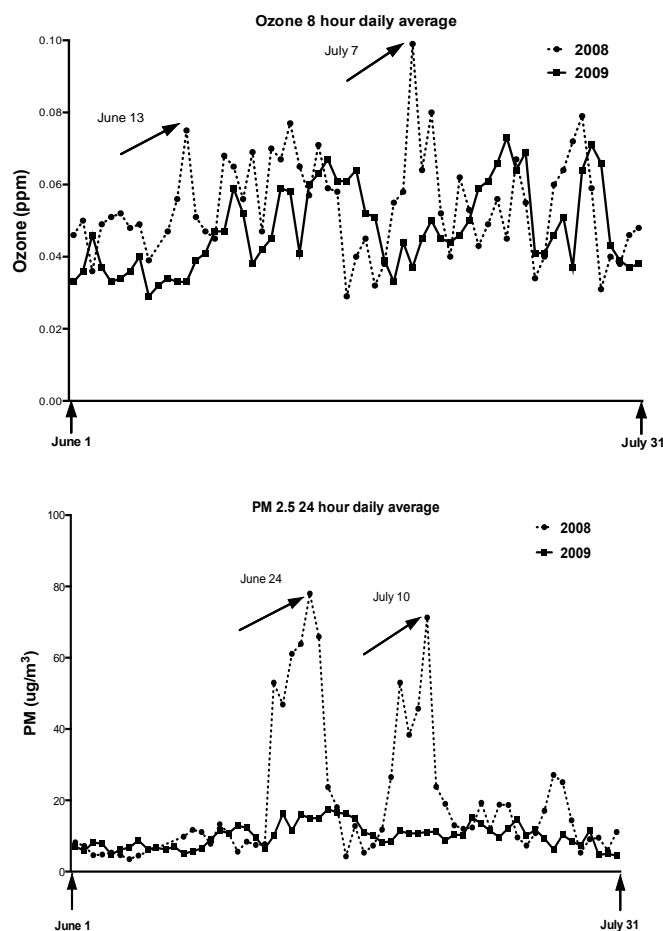 Ozone 8 hour daily average
0.10
0.08
0.06
0.04
0.02
0.00
Ozone (ppm)
June 13
July 7
2008
2009
June 1
July 31
PM 2.5 24 hour daily average
100
80
60
40
20
0
PM (ug/m³)
June 24
July 10
2008
2009
June 1
July 31